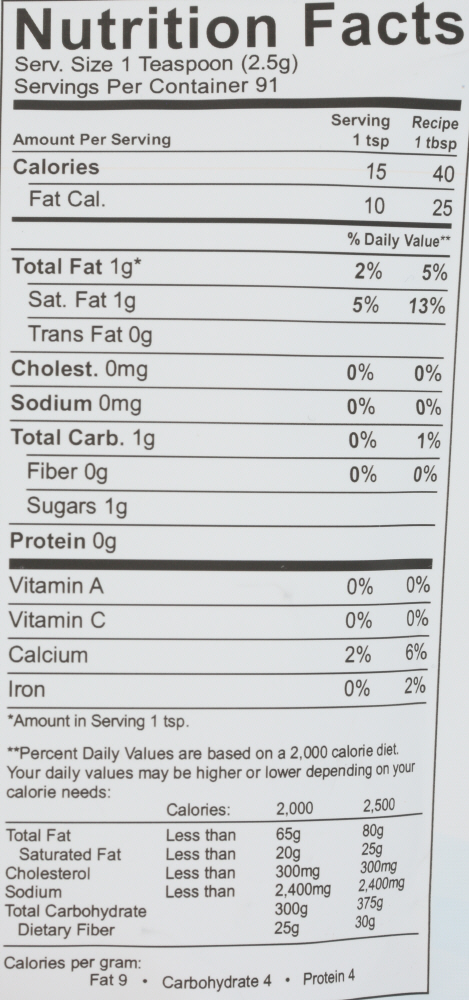 Nutrition Facts
Serv. Size 1 Teaspoon (2.5g)
Servings Per Container 91
Serving Recipe
Amount Per Serving 1 tsp 1 tbsp
Calories 15 40
Fat Cal. 10 25
% Daily Value**
Total Fat 1g* 2% 5%
Sat. Fat 1g 5% 13%
Trans Fat 0g
Cholest. 0mg 0% 0%
Sodium 0mg 0% 0%
Total Carb. 1g 0% 1%
Fiber 0g 0% 0%
Sugars 1g
Protein 0g
Vitamin A 0% 0%
Vitamin C 0% 0%
Calcium 2% 6%
Iron 0% 2%
*Amount in Serving 1 tsp.
**Percent Daily Values are based on a 2,000 calorie diet.
Your daily values may be higher or lower depending on your
calorie needs:
Calories: 2,000 2,500
Total Fat Less than 65g 80g
Saturated Fat Less than 20g 25g
Cholesterol Less than 300mg 300mg
Sodium Less than 2,400mg 2,400mg
Total Carbohydrate 300g 375g
Dietary Fiber 25g 30g
Calories per gram:
Fat 9 • Carbohydrate 4 • Protein 4